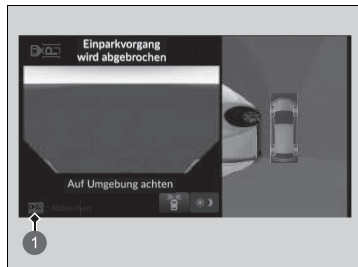 Einparkvorgang
wird abgebrochen
Auf Umgebung achten
Abbrechen
1